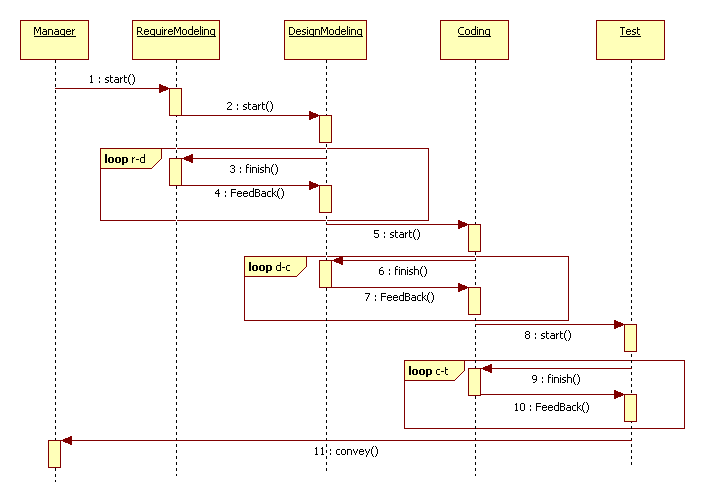 Manager
RequireModeling
DesignModeling
Coding
Test
1 : start()
2 : start()
loop r-d
3 : finish()
4 : FeedBack()
5 : start()
loop d-c
6 : finish()
7 : FeedBack()
8 : start()
loop c-t
9 : finish()
10 : FeedBack()
11 : convey()